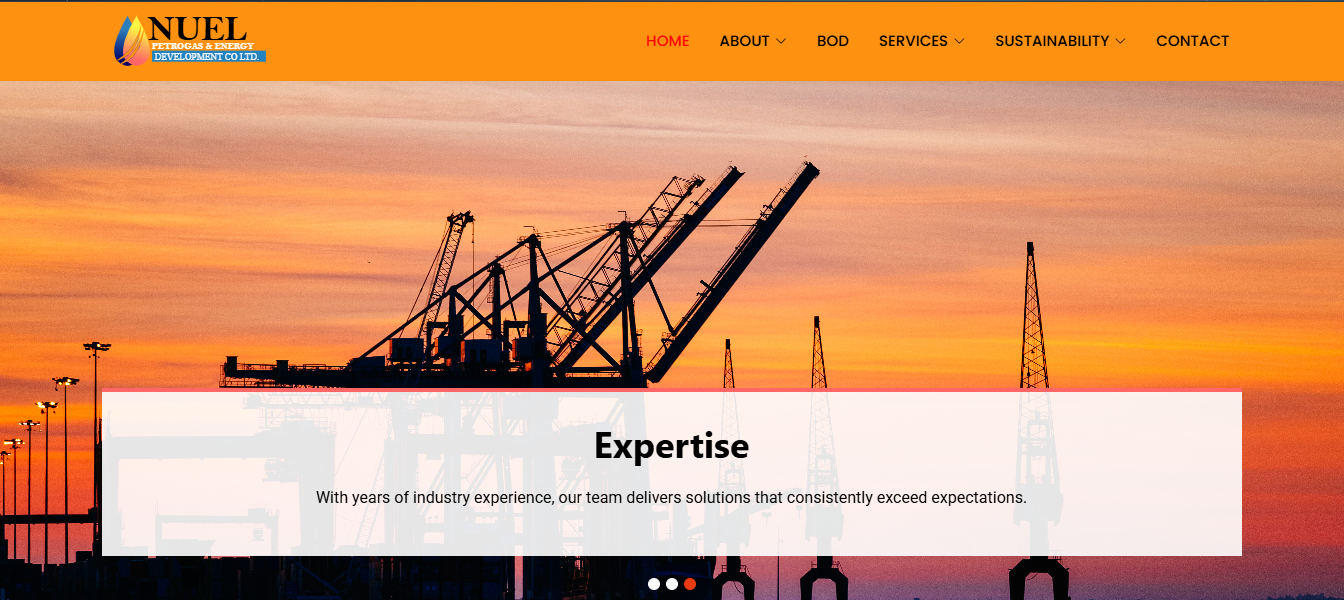 NUEL
PETROGAS & ENERGY
DEVELOPMENT CO LTD.
HOME ABOUT BOD SERVICES SUSTAINABILITY CONTACT
Expertise
With years of industry experience, our team delivers solutions that consistently exceed expectations.